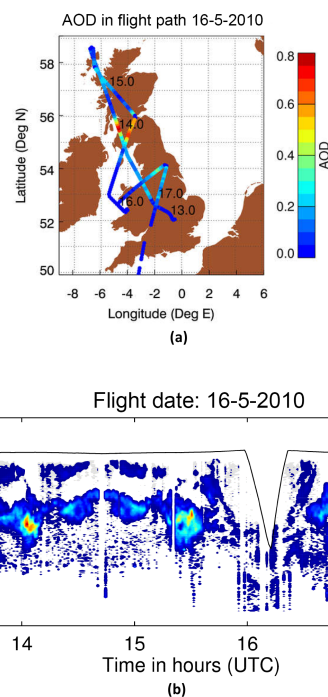 AOD in flight path 16-5-2010
58
56
54
52
50
Latitude (Deg N)
15.0
14.0
16.0
17.0
13.0
-8 -6 -4 -2 0 2 4 6
Longitude (Deg E)
0.8
0.6
0.4
0.2
0.0
AOD
(a)
Flight date: 16-5-2010
14 15 16
Time in hours (UTC)
(b)